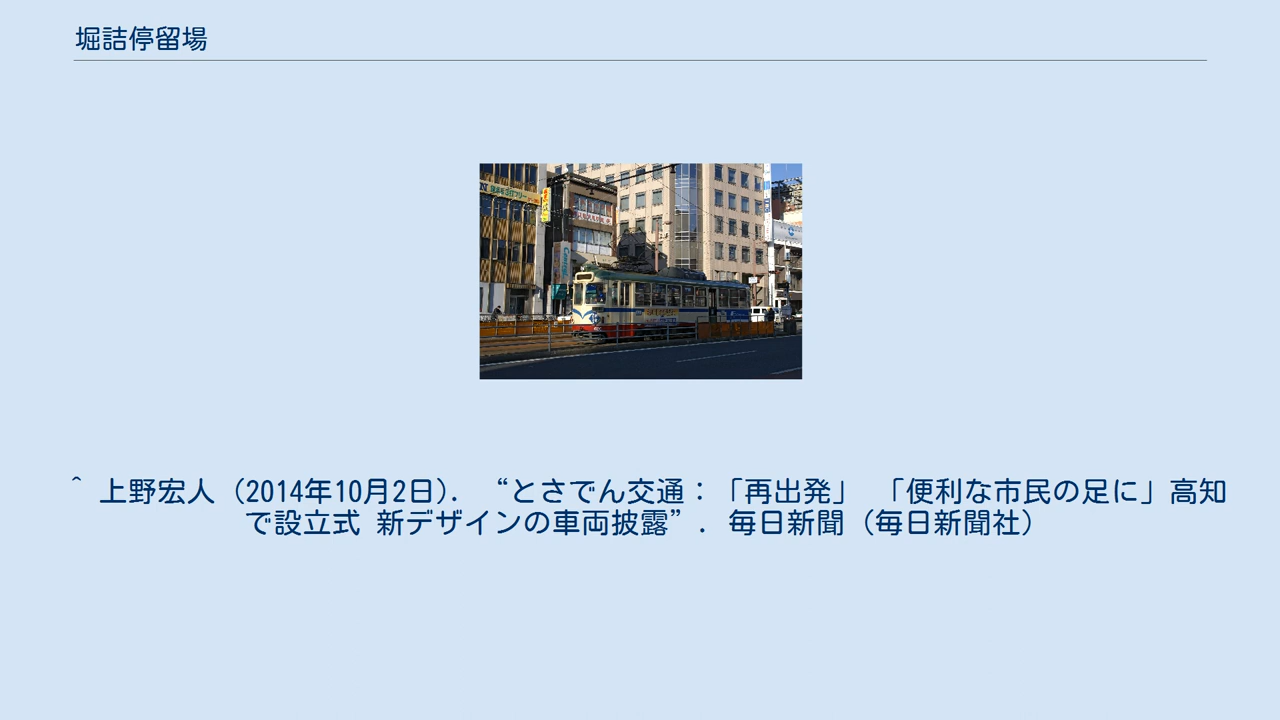 堀詰停留場
^ 上野宏人 (2014年10月2日). “とさでん交通：「再出発」 「便利な市民の足に」高知
で設立式 新デザインの車両披露”. 毎日新聞 (毎日新聞社)